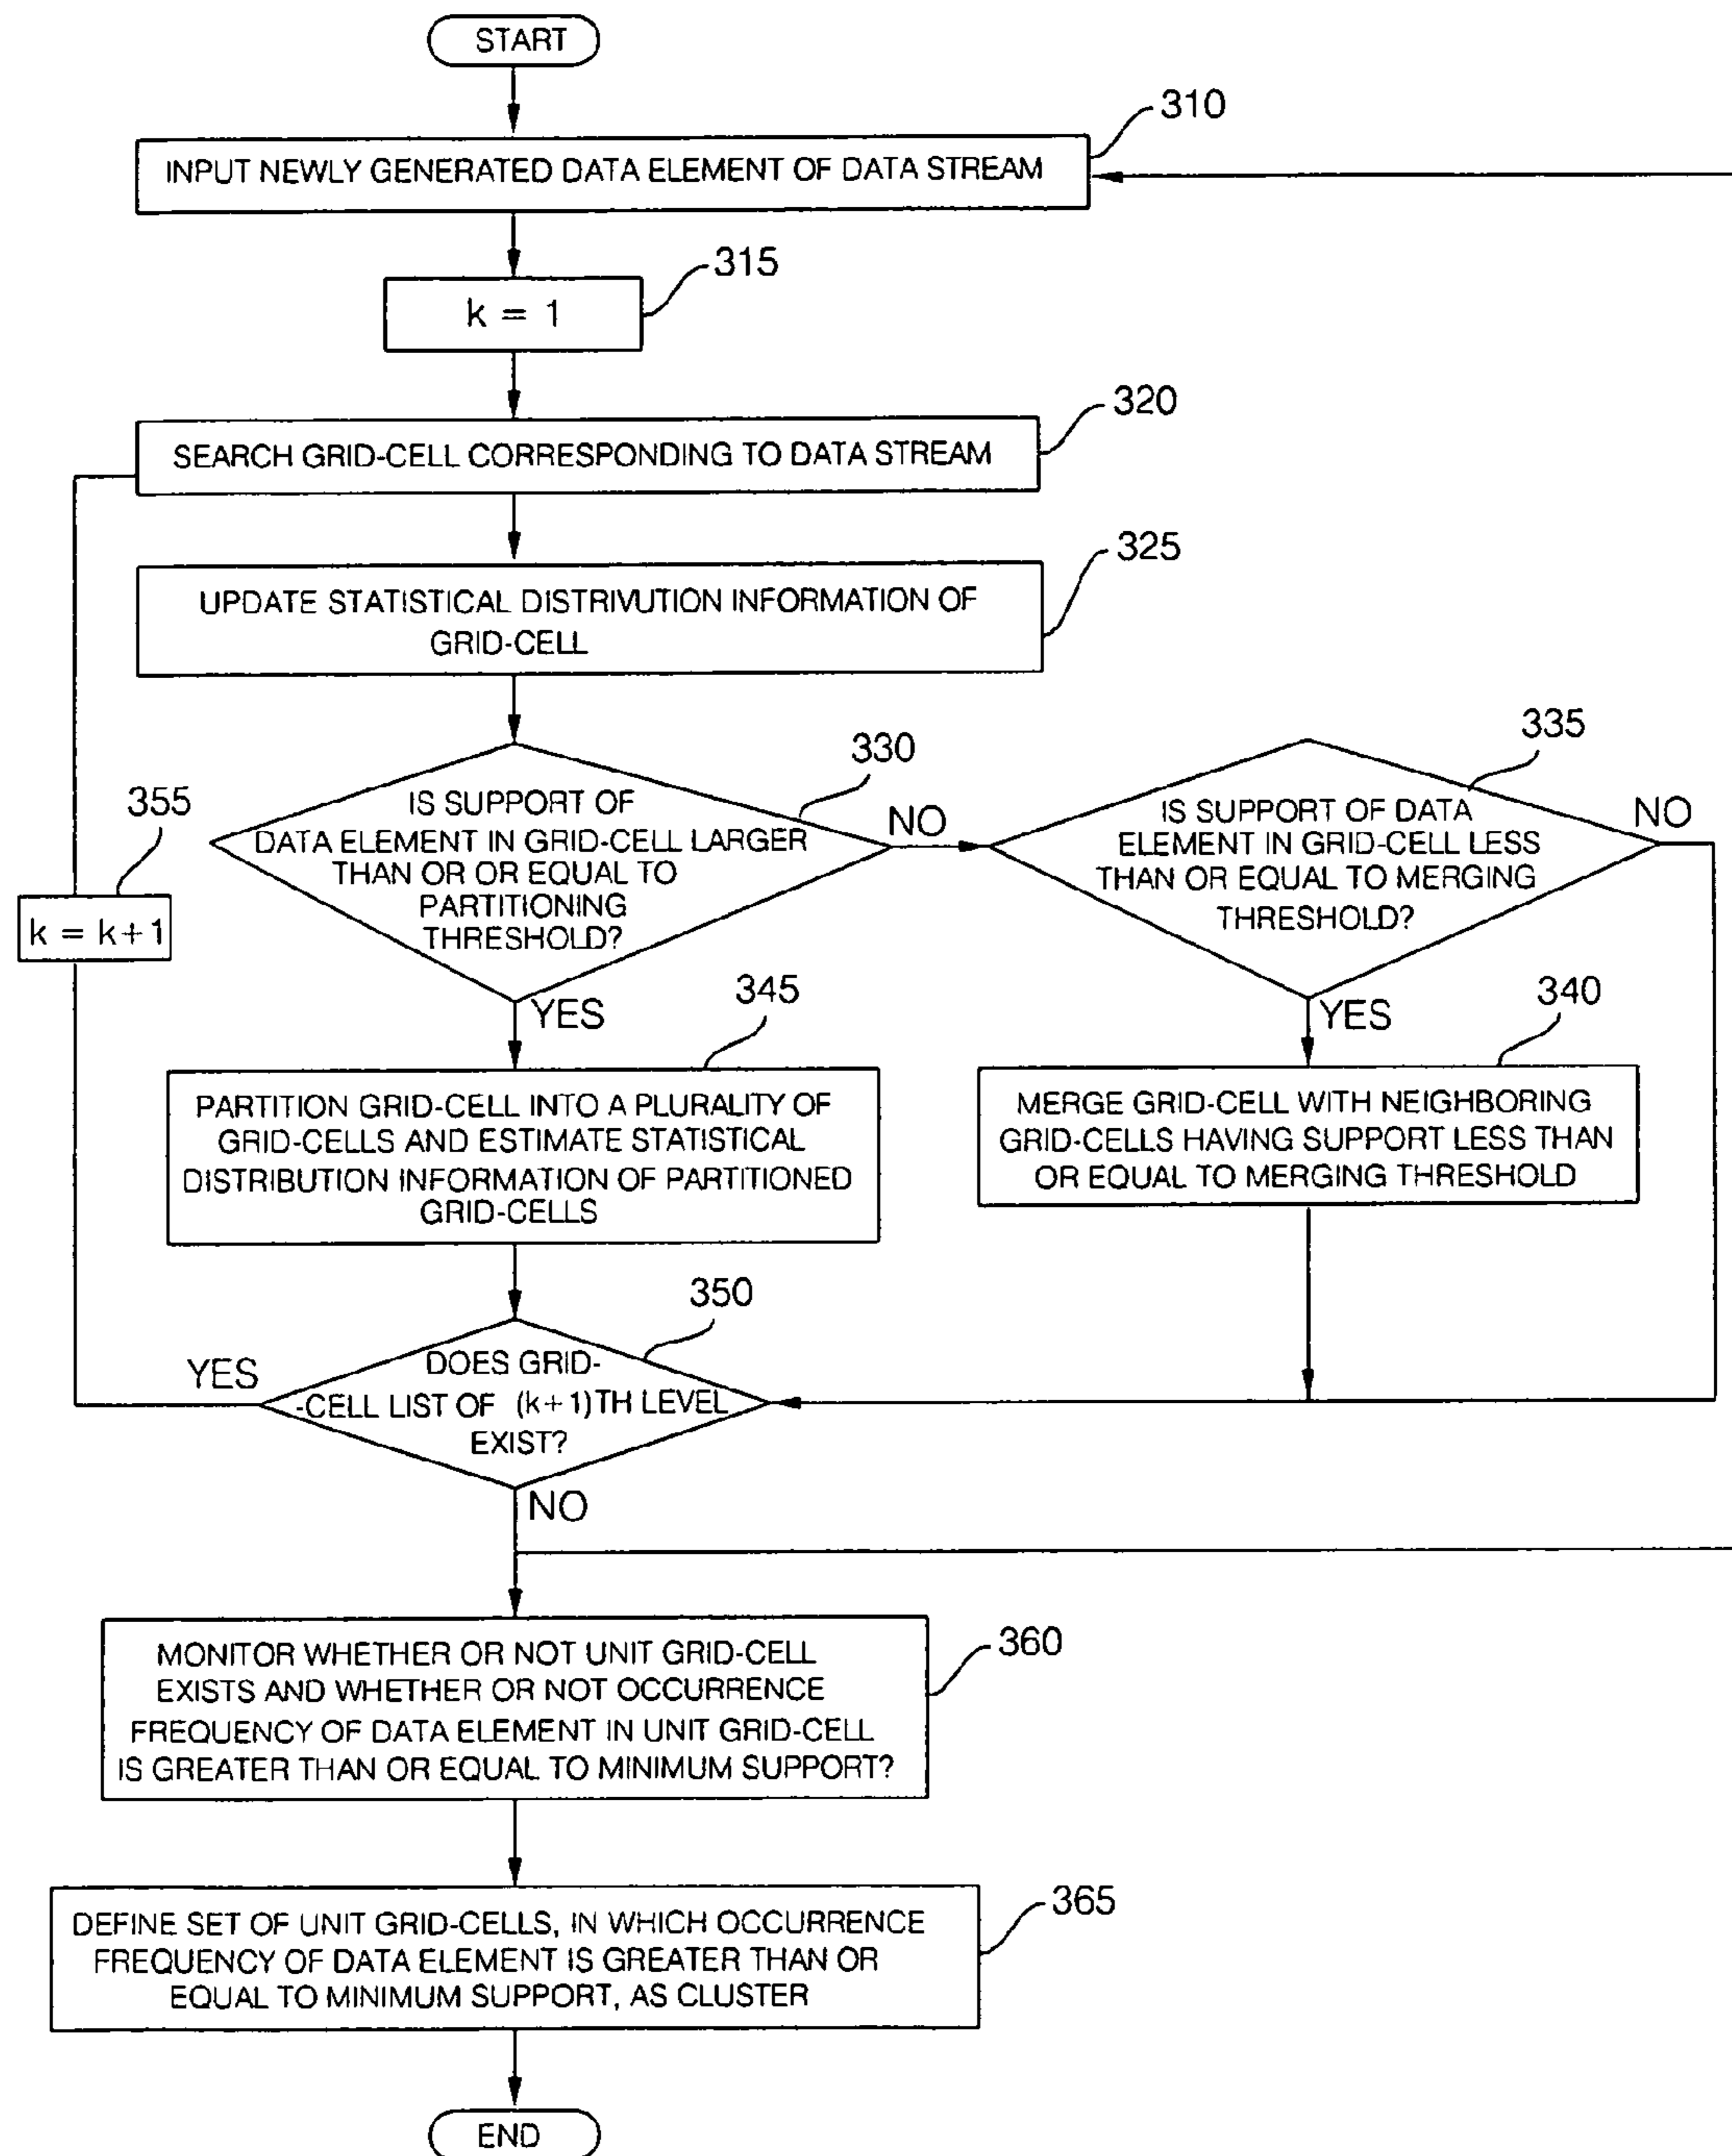 START
310
INPUT NEWLY GENERATED DATA ELEMENT OF DATA STREAM
315
k = 1
320
SEARCH GRID-CELL CORRESPONDING TO DATA STREAM
325
UPDATE STATISTICAL DISTRIVUTION INFORMATION OF
GRID-CELL
330
IS SUPPORT OF
DATA ELEMENT IN GRID-CELL LARGER
THAN OR OR EQUAL TO
PARTITIONING
THRESHOLD?
NO
335
IS SUPPORT OF DATA
ELEMENT IN GRID-CELL LESS
THAN OR EQUAL TO MERGING
THRESHOLD?
NO
355
k = k+1
YES
YES
345
PARTITION GRID-CELL INTO A PLURALITY OF
GRID-CELLS AND ESTIMATE STATISTICAL
DISTRIBUTION INFORMATION OF PARTITIONED
GRID-CELLS
340
MERGE GRID-CELL WITH NEIGHBORING
GRID-CELLS HAVING SUPPORT LESS THAN
OR EQUAL TO MERGING THRESHOLD
350
YES
DOES GRID-
-CELL LIST OF (k+1)TH LEVEL
EXIST?
NO
360
MONITOR WHETHER OR NOT UNIT GRID-CELL
EXISTS AND WHETHER OR NOT OCCURRENCE
FREQUENCY OF DATA ELEMENT IN UNIT GRID-CELL
IS GREATER THAN OR EQUAL TO MINIMUM SUPPORT?
365
DEFINE SET OF UNIT GRID-CELLS, IN WHICH OCCURRENCE
FREQUENCY OF DATA ELEMENT IS GREATER THAN OR
EQUAL TO MINIMUM SUPPORT, AS CLUSTER
END